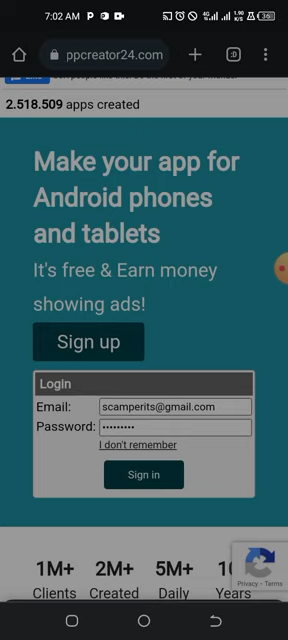 7:02 AM
ppcreator24.com
2.518.509 apps created
Make your app for
Android phones
and tablets
It's free & Earn money
showing ads!
Sign up
Login
Email: scamperits@gmail.com
Password: •••••••••
I don't remember
Sign in
1M+ 2M+ 5M+
Clients Created Daily Years
Privacy - Terms